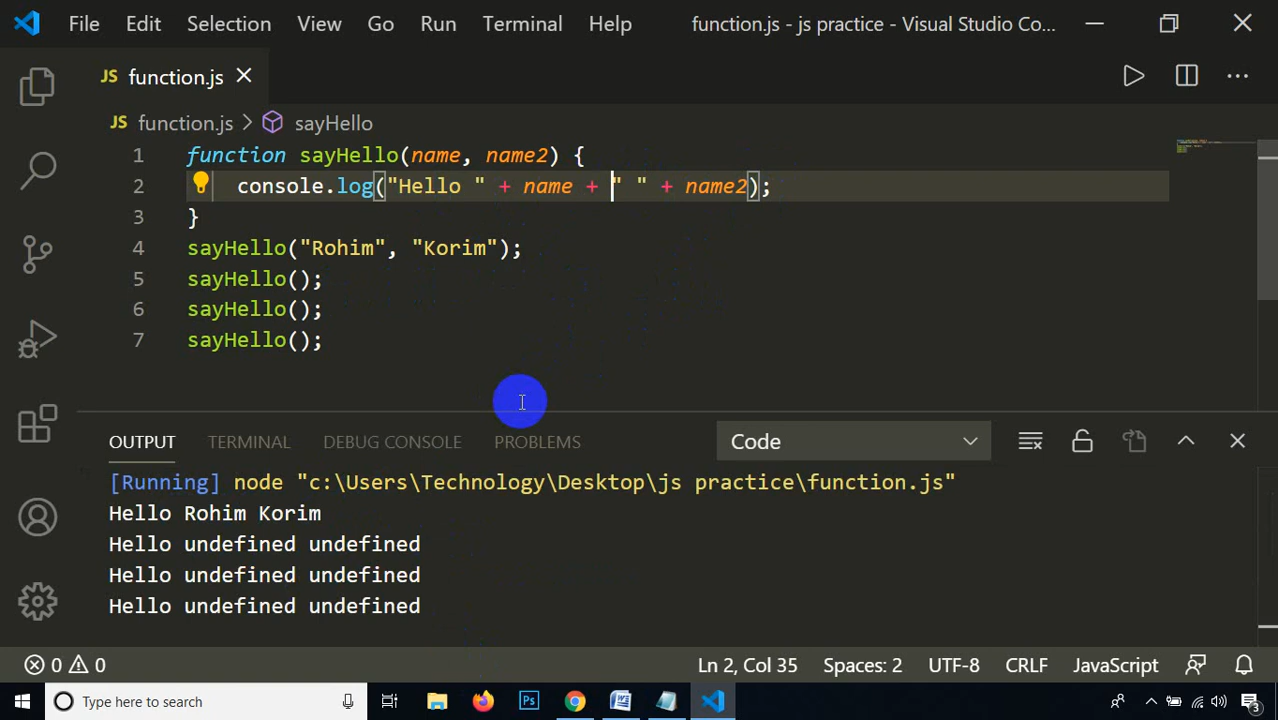 File Edit Selection View Go Run Terminal Help function.js - js practice - Visual Studio Co...
JS function.js
JS function.js > sayHello
1 function sayHello(name, name2) {
2 console.log("Hello " + name + " " + name2);
3 }
4 sayHello("Rohim", "Korim");
5 sayHello();
6 sayHello();
7 sayHello();
OUTPUT TERMINAL DEBUG CONSOLE PROBLEMS Code
[Running] node "c:\Users\Technology\Desktop\js practice\function.js"
Hello Rohim Korim
Hello undefined undefined
Hello undefined undefined
Hello undefined undefined
0 0 Ln 2, Col 35 Spaces: 2 UTF-8 CRLF JavaScript
Type here to search Ps W 3